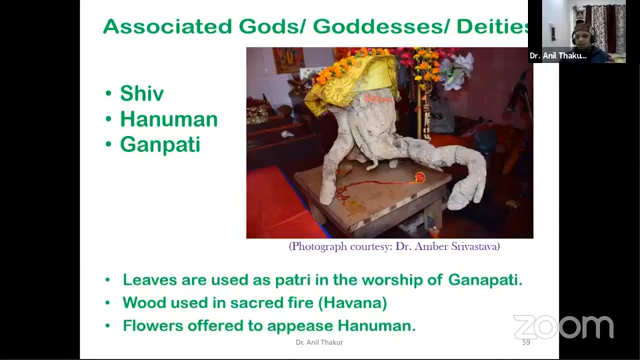 Associated Gods/ Goddesses/ Deities
Dr. Anil Thaku...
• Shiv
• Hanuman
• Ganpati
(Photograph courtesy: Dr. Amber Srivastava)
• Leaves are used as patri in the worship of Ganapati.
• Wood used in sacred fire (Havana)
• Flowers offered to appease Hanuman.
zoom
Dr. Anil Thakur
59